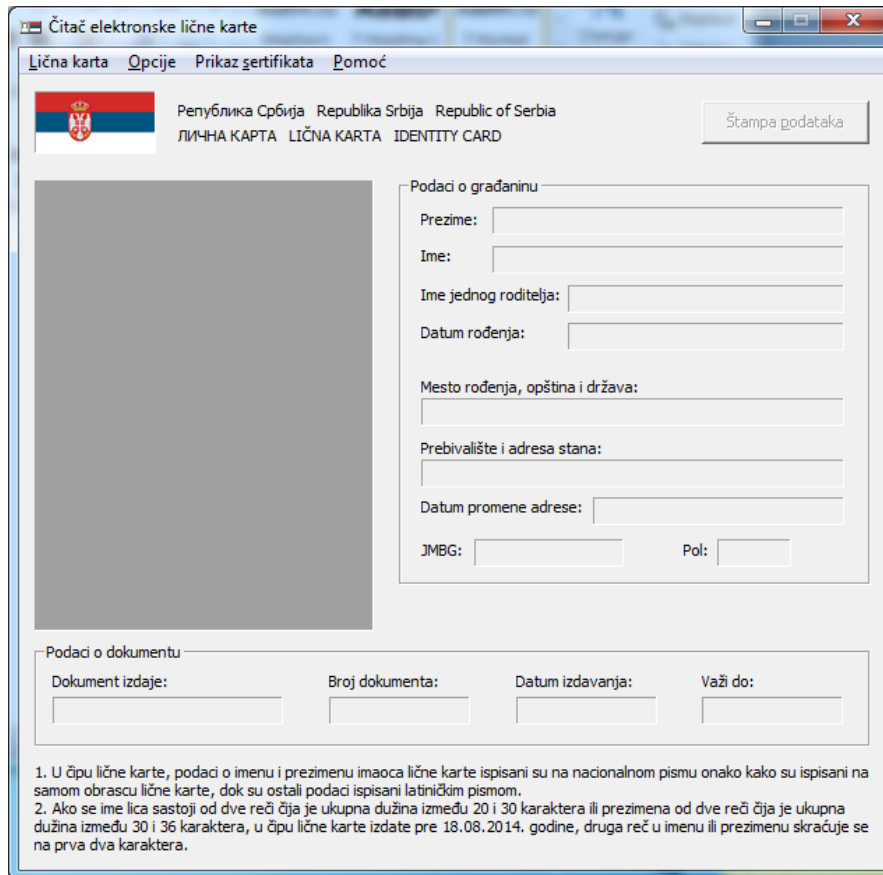 Čitač elektronske lične karte
Lična karta Opcije Prikaz sertifikata Pomoć
Република Србија Republika Srbija Republic of Serbia
ЛИЧНА КАРТА LIČNA KARTA IDENTITY CARD
Štampa podataka
Podaci o građaninu
Prezime:
Ime:
Ime jednog roditelja:
Datum rođenja:
Mesto rođenja, opština i država:
Prebivalište i adresa stana:
Datum promene adrese:
JMBG: Pol:
Podaci o dokumentu
Dokument izdaje: Broj dokumenta: Datum izdavanja: Važi do:
1. U čipu lične karte, podaci o imenu i prezimenu imaoca lične karte ispisani su na nacionalnom pismu onako kako su ispisani na
samom obrascu lične karte, dok su ostali podaci ispisani latiničkim pismom.
2. Ako se ime lica sastoji od dve reči čija je ukupna dužina između 20 i 30 karaktera ili prezimena od dve reči čija je ukupna
dužina između 30 i 36 karaktera, u čipu lične karte izdate pre 18.08.2014. godine, druga reč u imenu ili prezimenu skraćuje se
na prva dva karaktera.